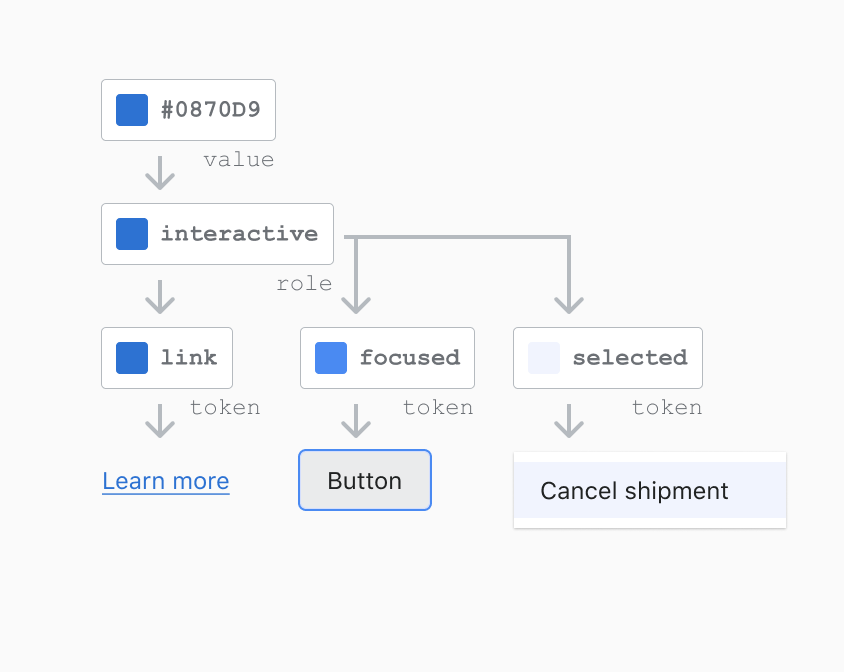 #0870D9
value
interactive
role
link
focused
selected
token
token
token
Learn more
Button
Cancel shipment